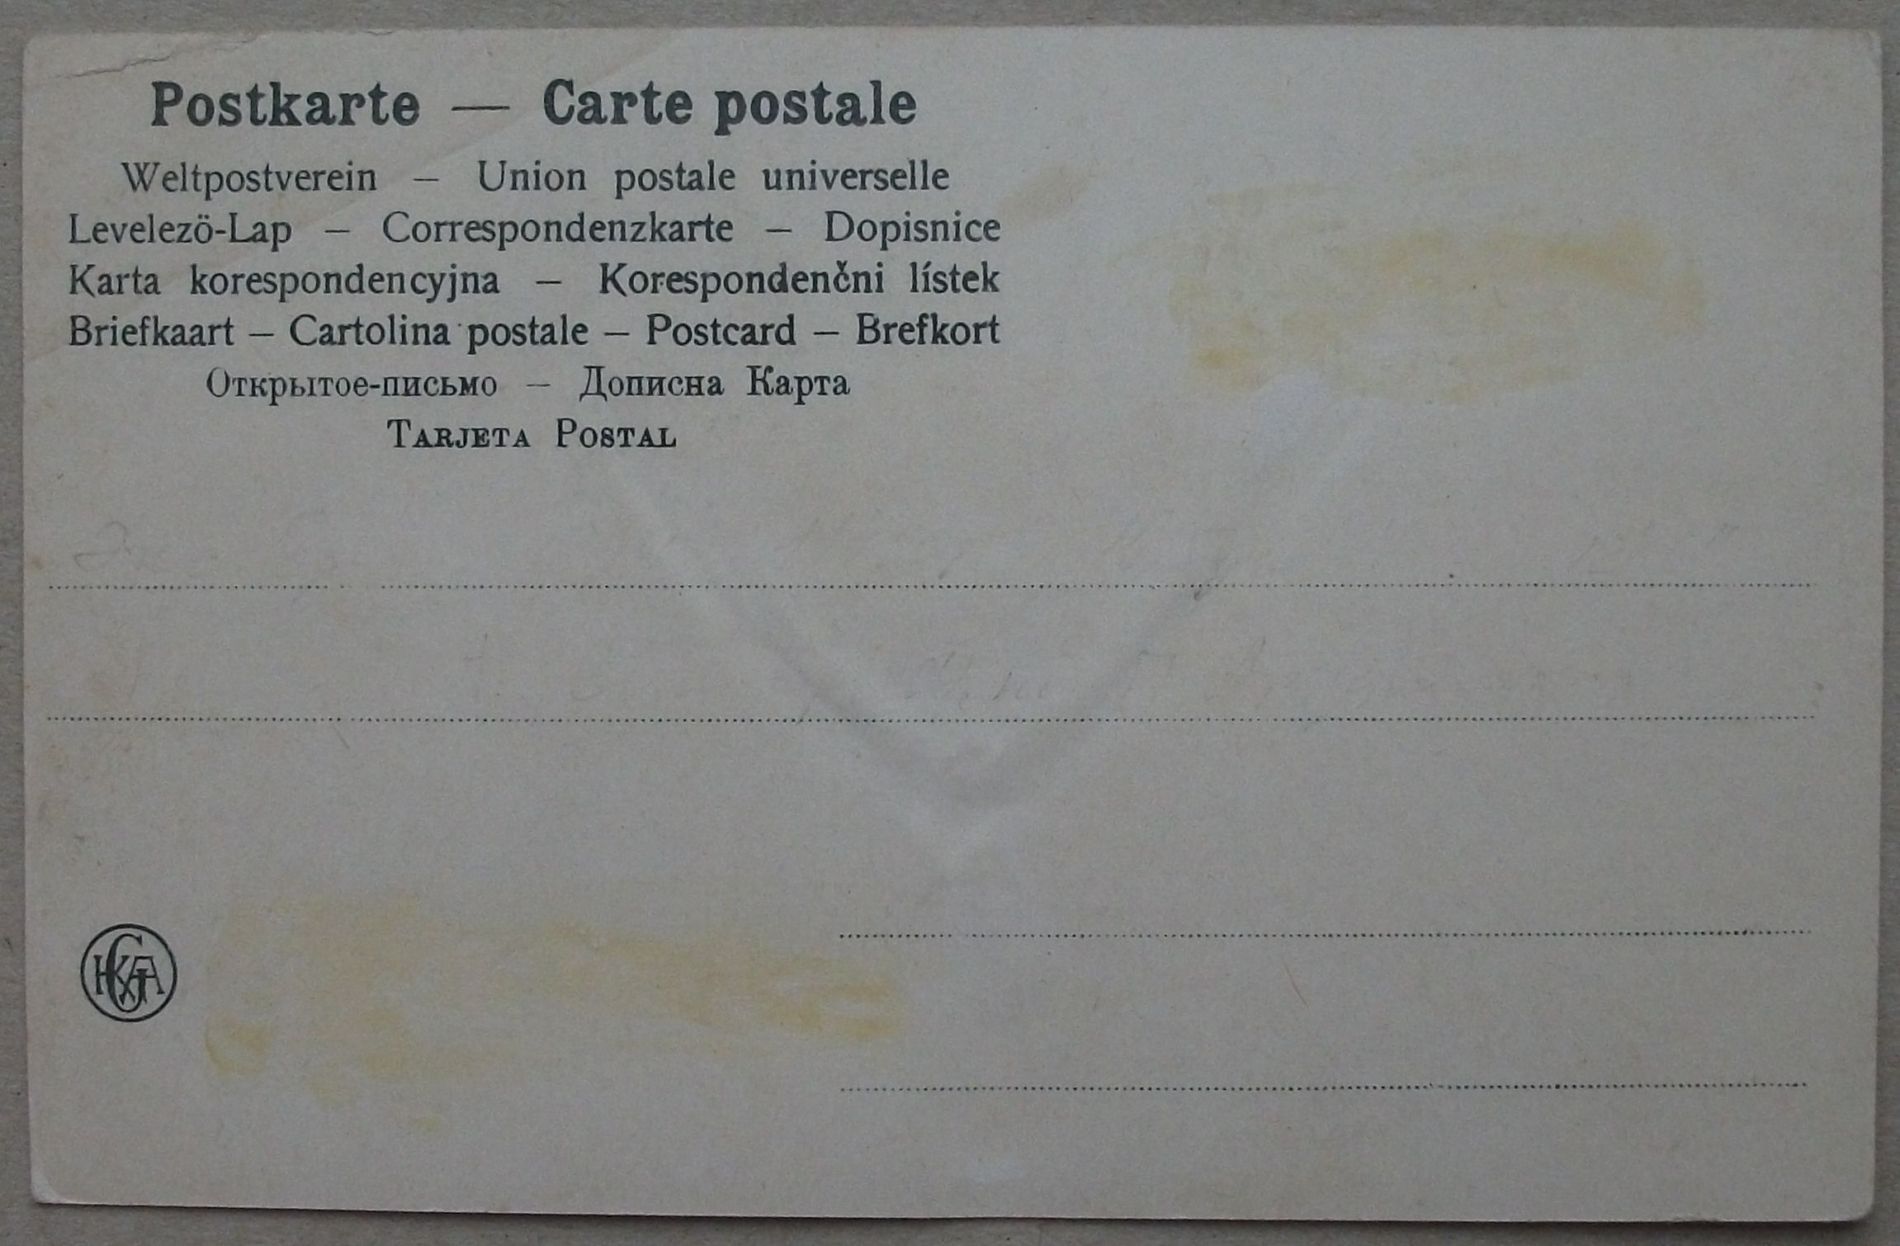 Postkarte — Carte postale
Weltpostverein — Union postale universelle
Levelezö-Lap — Correspondenzkarte — Dopisnice
Karta korespondencyjna — Korespondenčni lístek
Briefkaart — Cartolina postale — Postcard — Brefkort
Открытое-письмо — Дописна Карта
TARJETA POSTAL